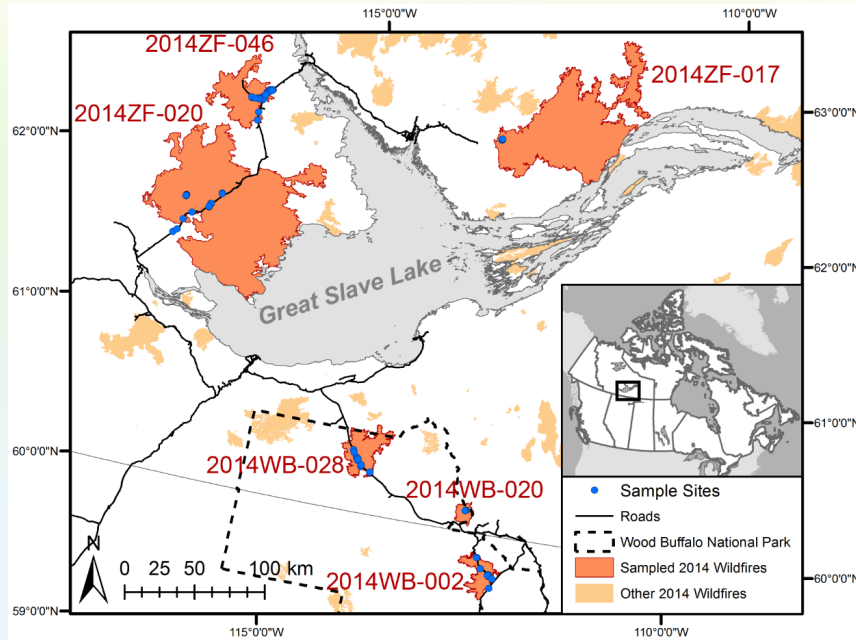 115°0'0"W
110°0'0"W
2014ZF-046
2014ZF-017
2014ZF-020
62°0'0"N
63°0'0"N
61°0'0"N
62°0'0"N
Great Slave Lake
60°0'0"N
61°0'0"N
2014WB-028
2014WB-020
2014WB-002
N
0 25 50 100 km
Sample Sites
Roads
Wood Buffalo National Park
Sampled 2014 Wildfires
Other 2014 Wildfires
59°0'0"N
60°0'0"N
115°0'0"W
110°0'0"W